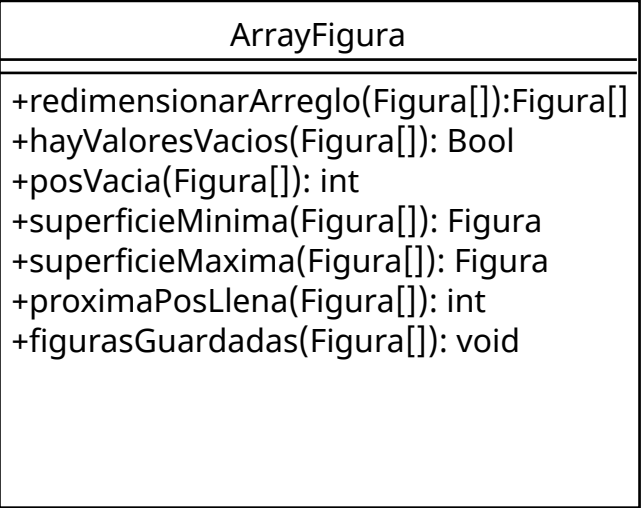 ArrayFigura
+redimensionarArreglo(Figura[]):Figura[]
+hayValoresVacios(Figura[]): Bool
+posVacia(Figura[]): int
+superficieMinima(Figura[]): Figura
+superficieMaxima(Figura[]): Figura
+proximaPosLlena(Figura[]): int
+figurasGuardadas(Figura[]): void